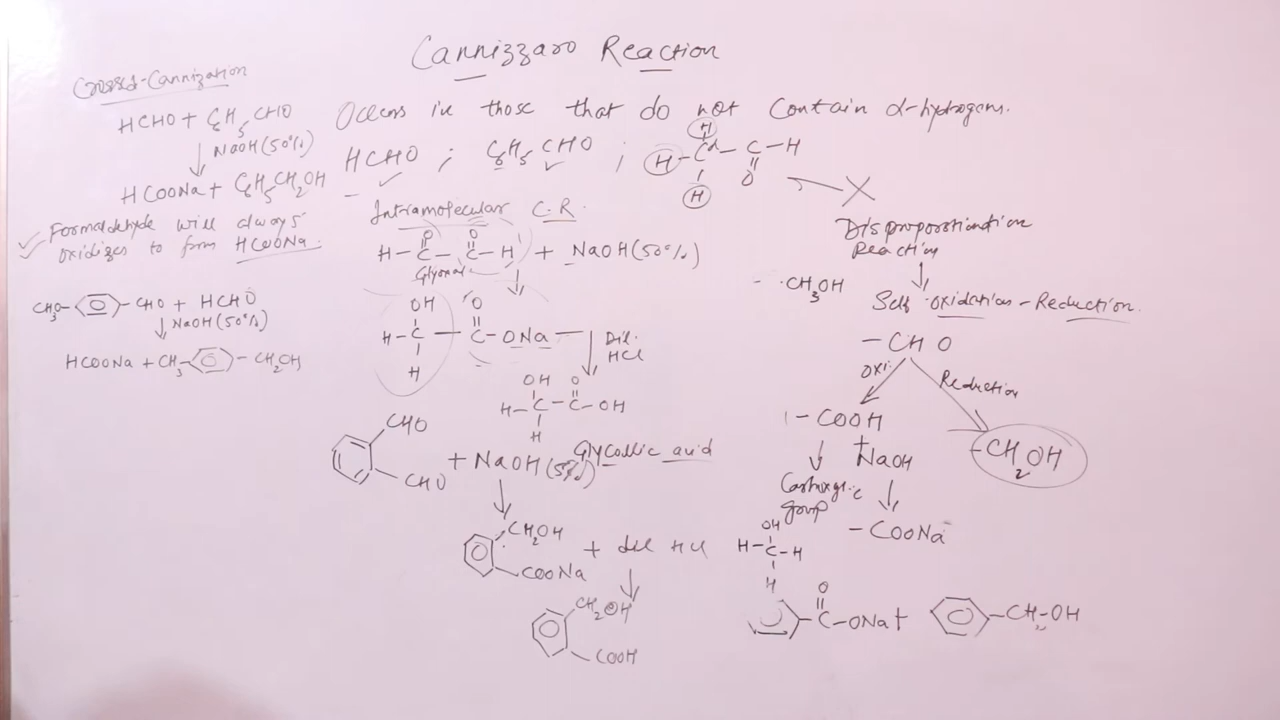 Cannizzaro Reaction
Crossed-Cannization
HCHO + C6H5CHO
NaOH(50%)
HCOONa + C6H5CH2OH
Formaldehyde will always
oxidizes to form HCOONa.
CH3- -CHO + HCHO
NaOH(50%)
HCOONa + CH3- -CH2OH
Occurs in those that do not Contain α-hydrogens.
HCHO ; C6H5CHO ;
H
H-C α-C-H
H O
Intramolecular C.R.
O O
H-C-C-H + NaOH(50%)
Glyoxal
OH O
H-C-C-ONa
H
Dil.
HCl
OH O
H-C-C-OH
H
Glycollic acid
CHO
CHO
+ NaOH(50%)
CH2OH
COONa
+ dil HCl
CH2OH
COOH
Disproportination
Reaction
- CH3OH
Self oxidation-Reduction.
-CHO
oxi.
Reduction
-COOH
-CH2OH
+
NaOH
Carboxylic
group
-COONa
OH
H-C-H
H
O
C-ONa +
-CH2-OH